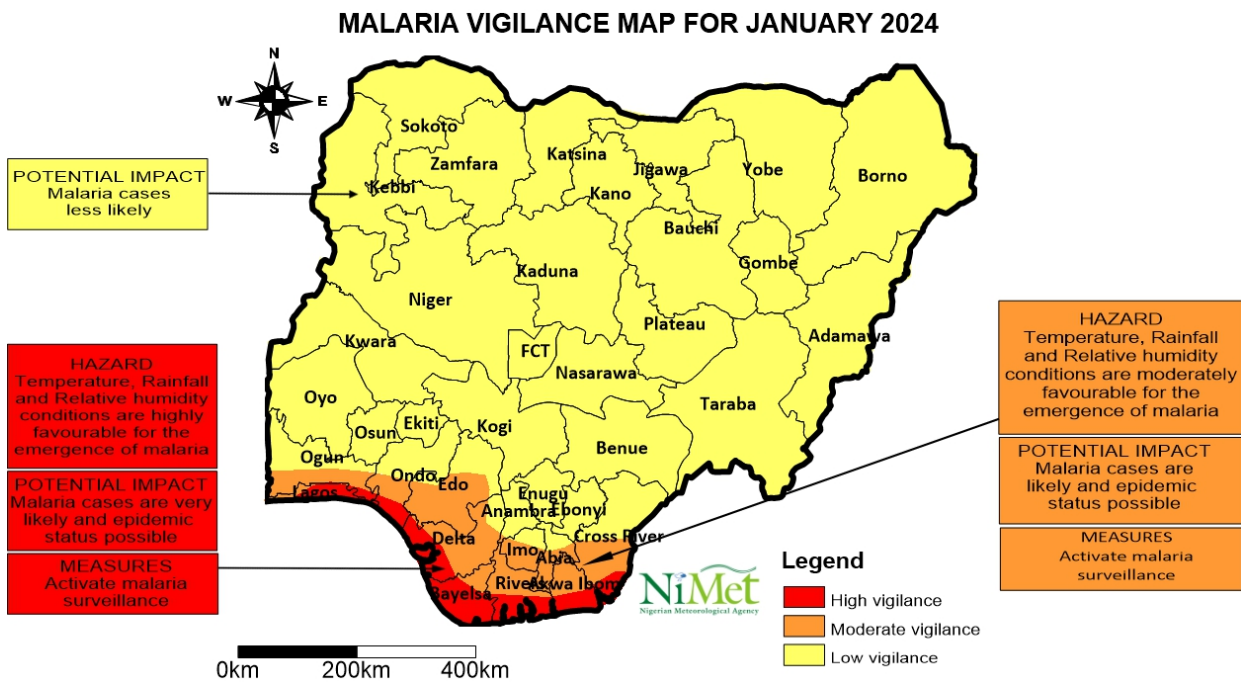 MALARIA VIGILANCE MAP FOR JANUARY 2024
N
W
E
S
POTENTIAL IMPACT
Malaria cases
less likely
HAZARD
Temperature, Rainfall
and Relative humidity
conditions are highly
favourable for the
emergence of malaria
POTENTIAL IMPACT
Malaria cases are very
likely and epidemic
status possible
MEASURES
Activate malaria
surveillance
Sokoto
Zamfara
Kebbi
Katsina
Kano
Jigawa
Yobe
Borno
Bauchi
Gombe
Kaduna
Niger
Plateau
Adamawa
Kwara
FCT
Nasarawa
Taraba
Oyo
Ekiti
Osun
Kogi
Benue
Ogun
Ondo
Edo
Lagos
Enugu
Anambra
Ebonyi
Delta
Imo
Abia
Cross River
Bayelsa
Rivers
Akwa Ibom
HAZARD
Temperature, Rainfall
and Relative humidity
conditions are moderately
favourable for the
emergence of malaria
POTENTIAL IMPACT
Malaria cases are
likely and epidemic
status possible
MEASURES
Activate malaria
surveillance
NiMet
Nigerian Meteorological Agency
Legend
High vigilance
Moderate vigilance
Low vigilance
0km
200km
400km